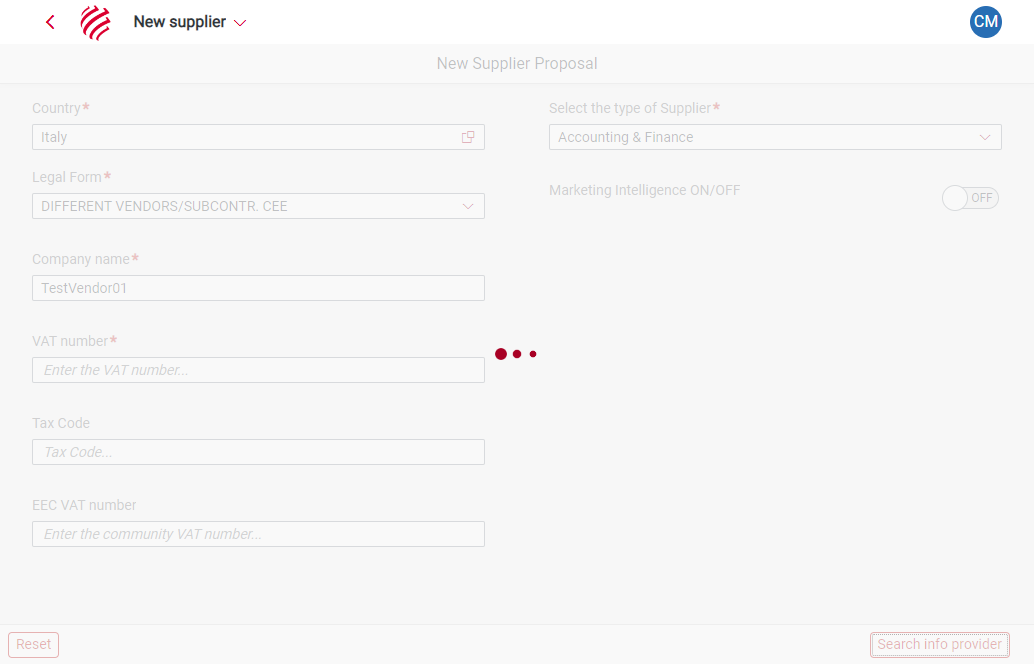 New supplier
CM
New Supplier Proposal
Country*
Italy
Legal Form*
DIFFERENT VENDORS/SUBCONTR. CEE
Company name*
TestVendor01
VAT number*
Enter the VAT number...
Tax Code
Tax Code...
EEC VAT number
Enter the community VAT number...
Select the type of Supplier*
Accounting & Finance
Marketing Intelligence ON/OFF
OFF
Reset
Search info provider